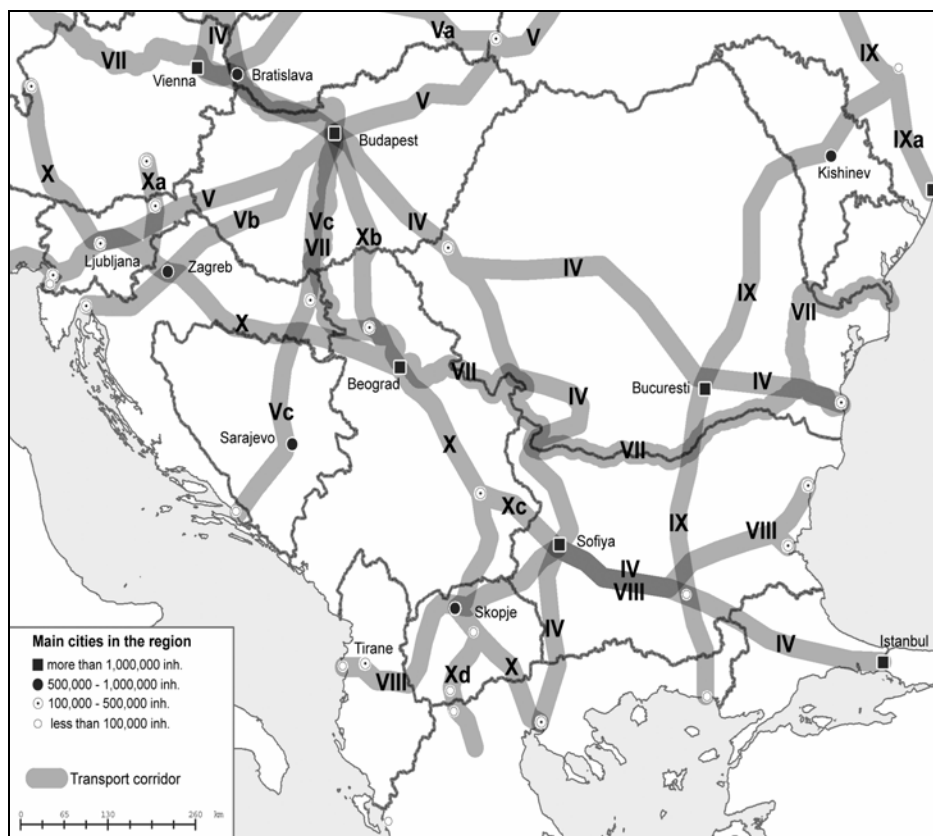 IV
Va
V
IX
VII
Vienna
Bratislava
V
Budapest
IXa
Kishinev
X
Xa
V
Vb
Vc
VII
Xb
IV
Ljubljana
Zagreb
IV
IX
VII
X
Beograd
VII
IV
Bucuresti
IV
Vc
Sarajevo
X
VII
Xc
IX
VIII
Sofiya
IV
VIII
Skopje
IV
IV
Istanbul
Tirane
VIII
Xd
X
Main cities in the region
more than 1,000,000 inh.
500,000 - 1,000,000 inh.
100,000 - 500,000 inh.
less than 100,000 inh.
Transport corridor
0 65 130 260 Km